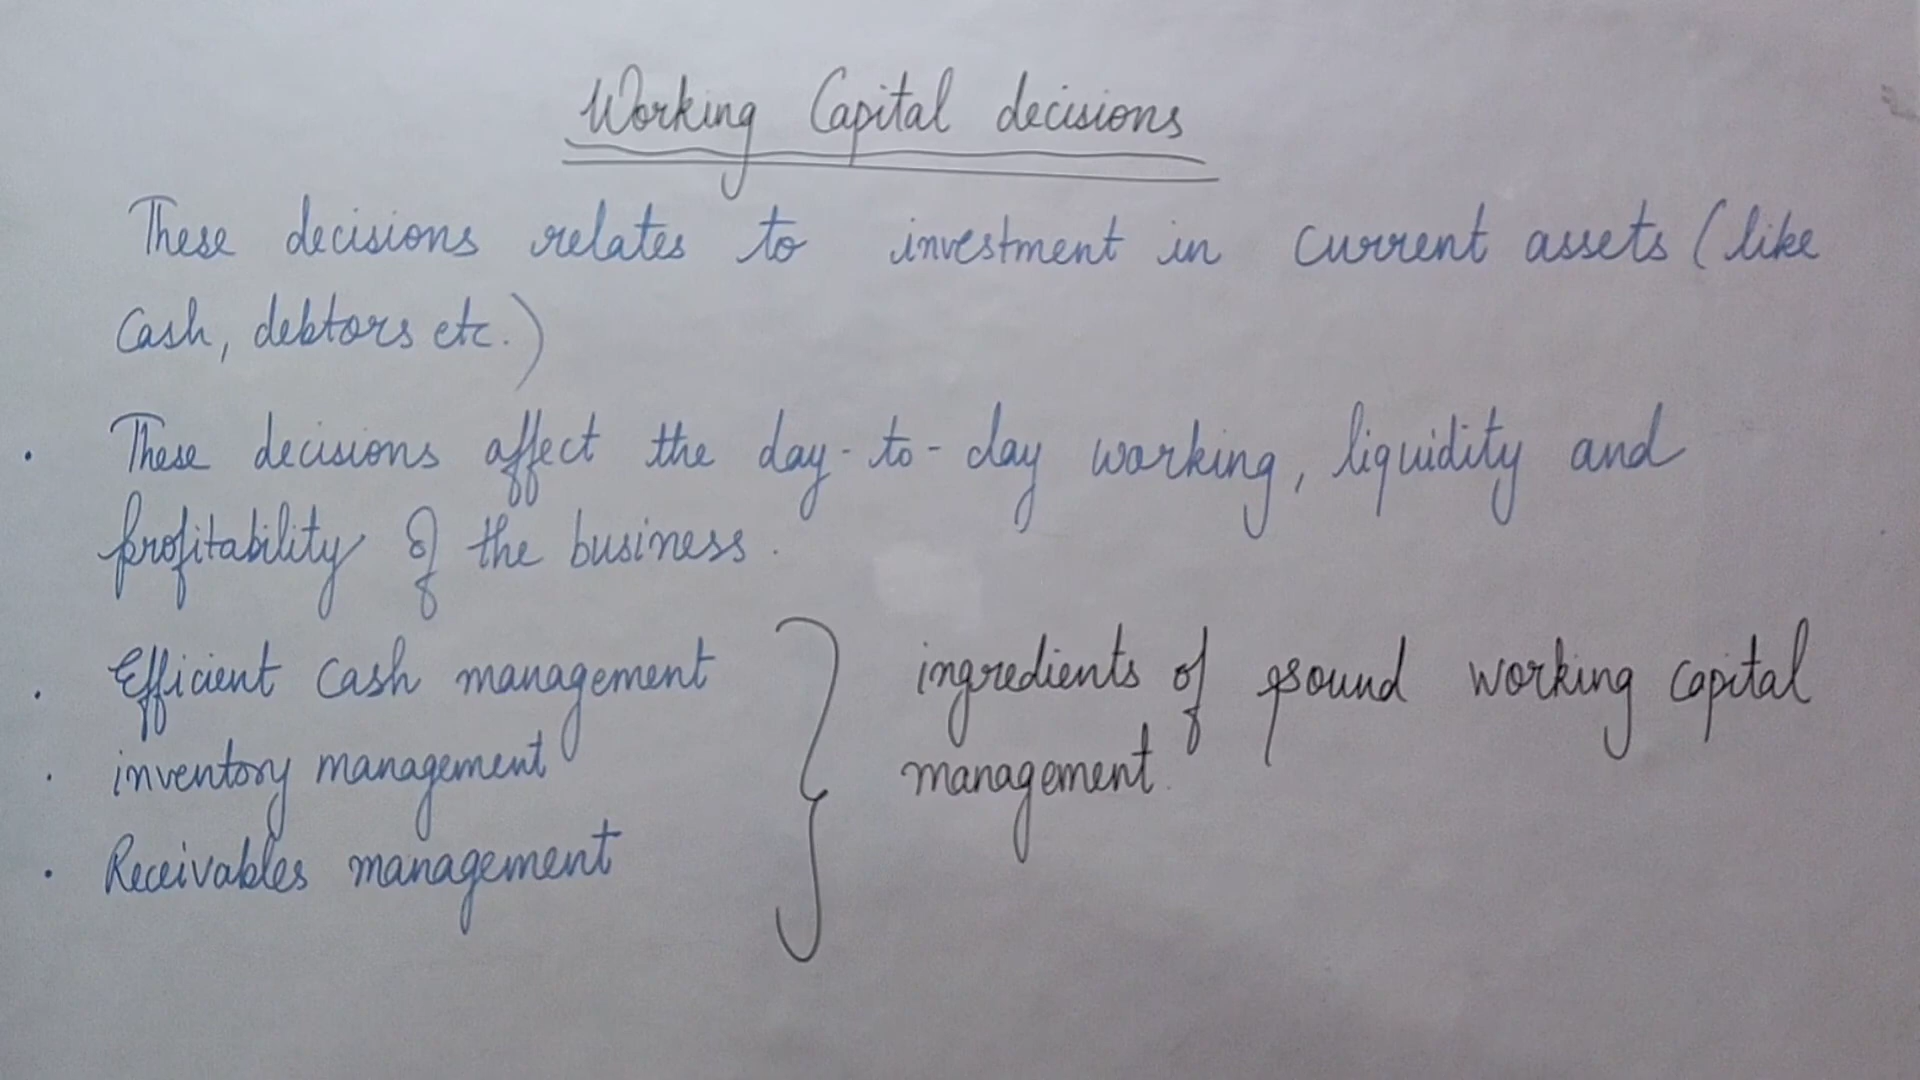 Working Capital decisions
These decisions relates to investment in current assets (like
Cash, debtors etc.)
. These decisions affect the day-to-day working, liquidity and
profitability of the business.
. Efficient Cash management
. inventory management
. Receivables management
} ingredients of sound working capital
management.